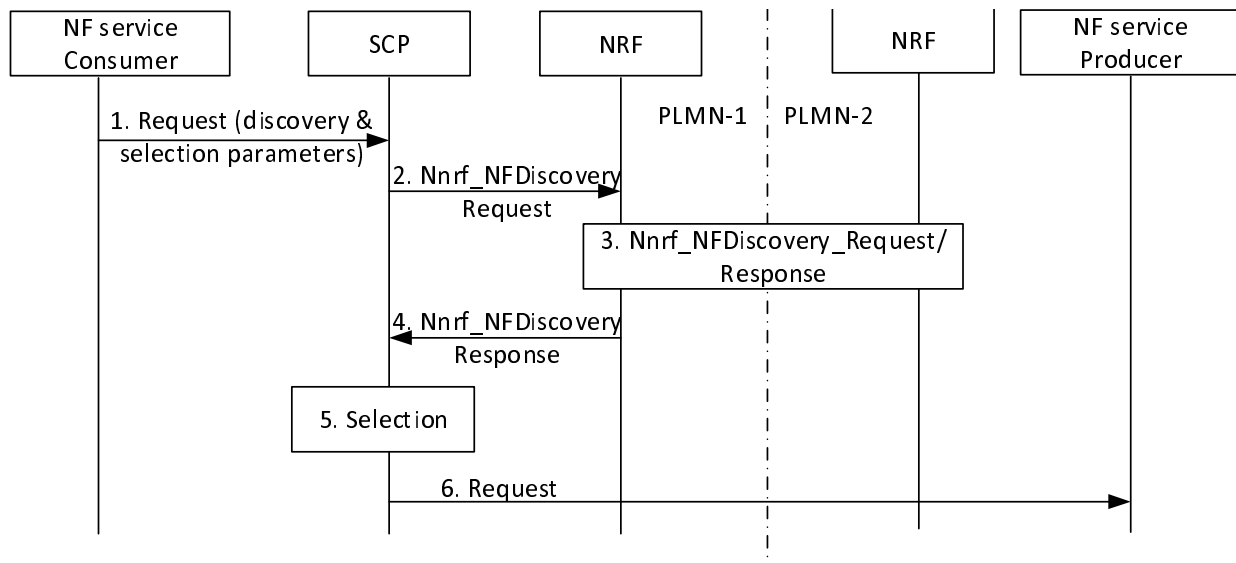 NF service
Consumer
SCP
NRF
NRF
NF service
Producer
PLMN-1
PLMN-2
1. Request (discovery &
selection parameters)
2. Nnrf_NFDiscovery
Request
3. Nnrf_NFDiscovery_Request/
Response
4. Nnrf_NFDiscovery
Response
5. Selection
6. Request